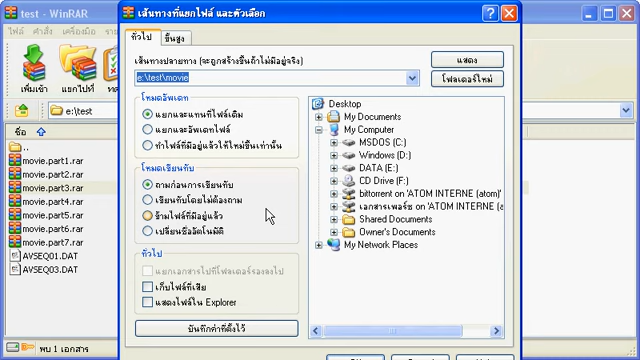 test - WinRAR
ไฟล์ คำสั่ง
เพิ่มเข้า
แยกไปที่
e:\test
ชื่อ
..
movie.part1.rar
movie.part2.rar
movie.part3.rar
movie.part4.rar
movie.part5.rar
movie.part6.rar
movie.part7.rar
AVSEQ01.DAT
AVSEQ03.DAT
พบ 1 เอกสาร
เส้นทางที่แยกไฟล์ และตัวเลือก
ทั่วไป
ขั้นสูง
เส้นทางปลายทาง (จะถูกสร้างขึ้นถ้าไม่มีอยู่จริง)
e:\test\movie
แสดง
โฟลเดอร์ใหม่
โหมดอัพเดท
แยกและแทนที่ไฟล์เดิม
แยกและอัพเดทไฟล์
ทำไฟล์ที่มีอยู่แล้วให้ใหม่ขึ้นเท่านั้น
โหมดเขียนทับ
ถามก่อนการเขียนทับ
เขียนทับโดยไม่ต้องถาม
ข้ามไฟล์ที่มีอยู่แล้ว
เปลี่ยนชื่ออัตโนมัติ
ทั่วไป
แยกเอกสารไปที่โฟลเดอร์รองลงไป
เก็บไฟล์ที่เสีย
แสดงไฟล์ใน Explorer
บันทึกค่าที่ตั้งไว้
Desktop
My Documents
My Computer
MSDOS (C:)
Windows (D:)
DATA (E:)
CD Drive (F:)
bittorrent on 'ATOM INTERNE (atom)'
เอกสารเพอร์ช on 'ATOM INTERNE (a
Shared Documents
Owner's Documents
My Network Places